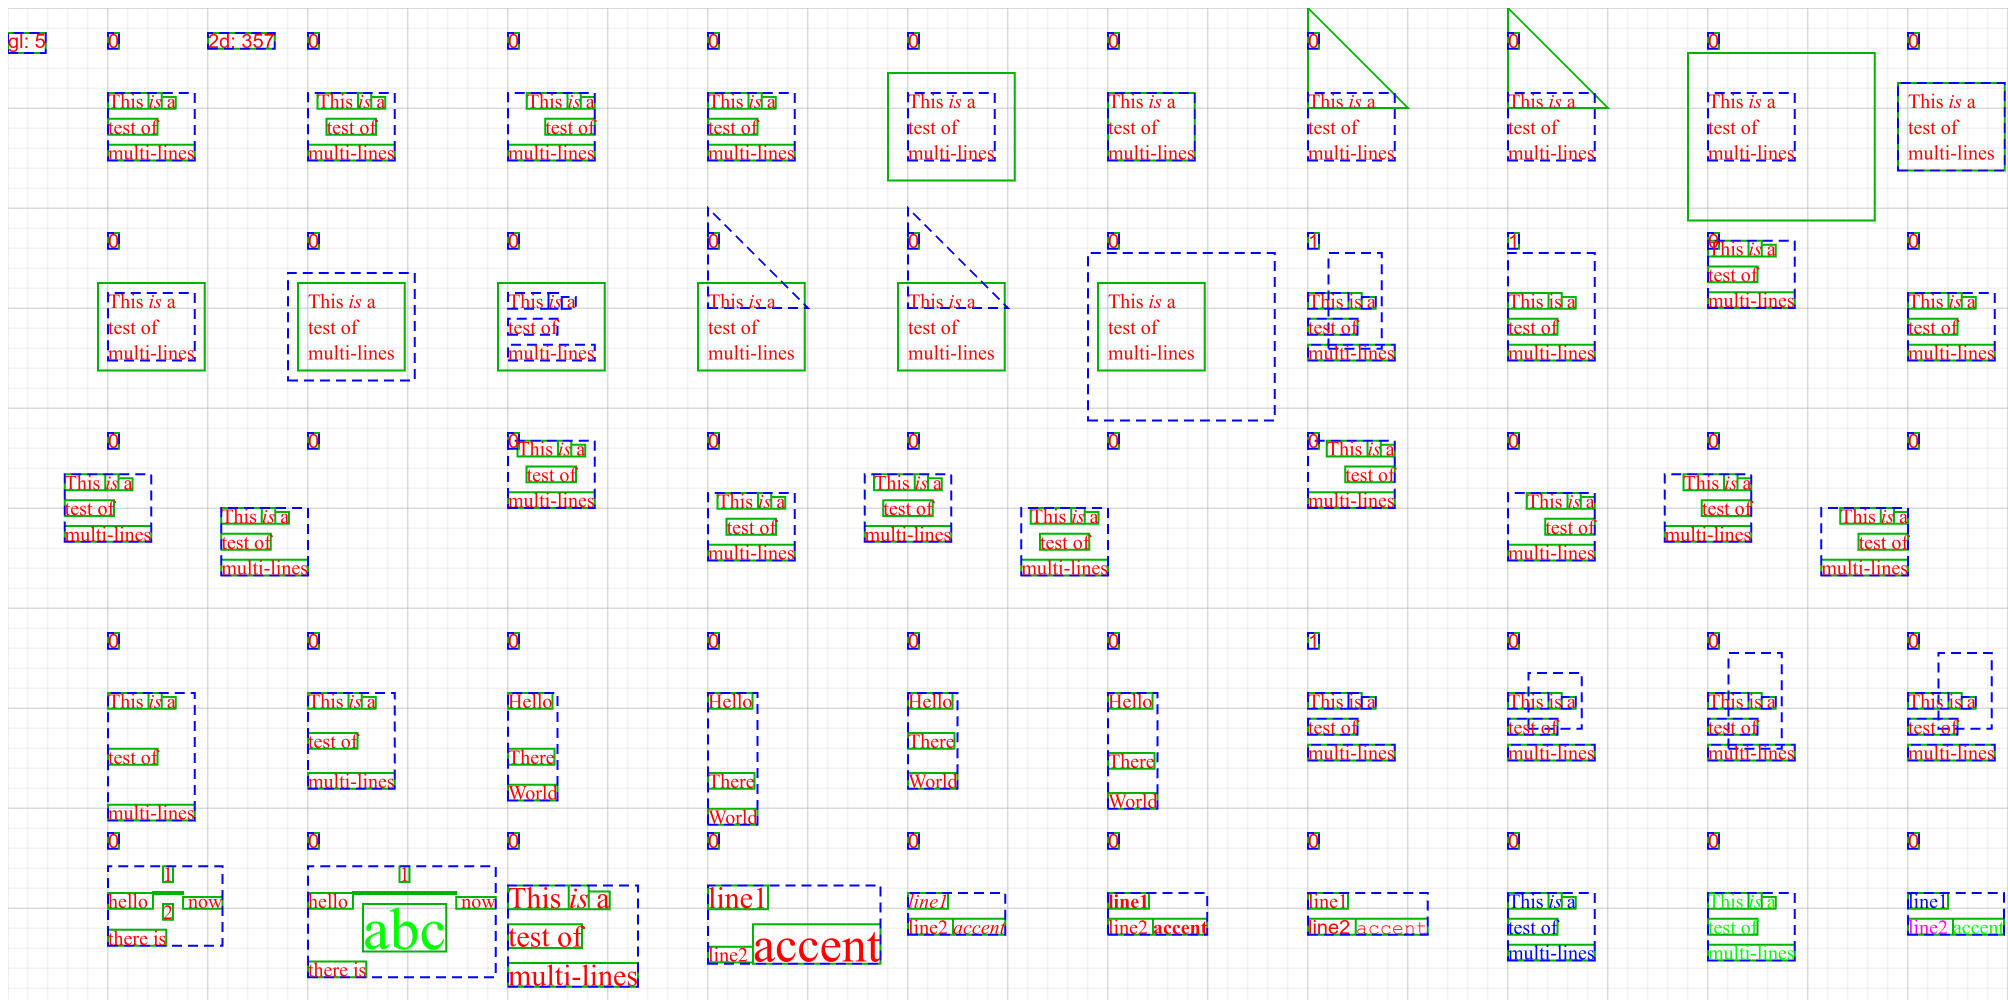 gl: 5 0 2d: 357 0 0 0 0 0 0 0 0 0
This is a This is a This is a This is a This is a This is a This is a This is a This is a This is a
test of test of test of test of test of test of test of test of test of test of
multi-lines multi-lines multi-lines multi-lines multi-lines multi-lines multi-lines multi-lines multi-lines multi-lines
0 0 0 0 0 0 1 1 0 0
This is a This is a This is a This is a This is a This is a This is a This is a This is a This is a
test of test of test of test of test of test of test of test of test of test of
multi-lines multi-lines multi-lines multi-lines multi-lines multi-lines multi-lines multi-lines multi-lines multi-lines
0 0 0 0 0 0 0 0 0 0
This is a This is a This is a This is a This is a This is a This is a This is a This is a This is a
test of test of test of test of test of test of test of test of test of test of
multi-lines multi-lines multi-lines multi-lines multi-lines multi-lines multi-lines multi-lines multi-lines multi-lines
0 0 0 0 0 0 1 0 0 0
This is a This is a Hello Hello Hello Hello This is a This is a This is a This is a
test of test of There There There There test of test of test of test of
multi-lines multi-lines World World World World multi-lines multi-lines multi-lines multi-lines
0 0 0 0 0 0 0 0 0 0
1 1
hello now hello now This is a line1 line1 line1 line1 This is a This is a line1
2 abc test of line2 accent line2 accent line2 accent line2 accent test of test of line2 accent
there is there is multi-lines multi-lines multi-lines